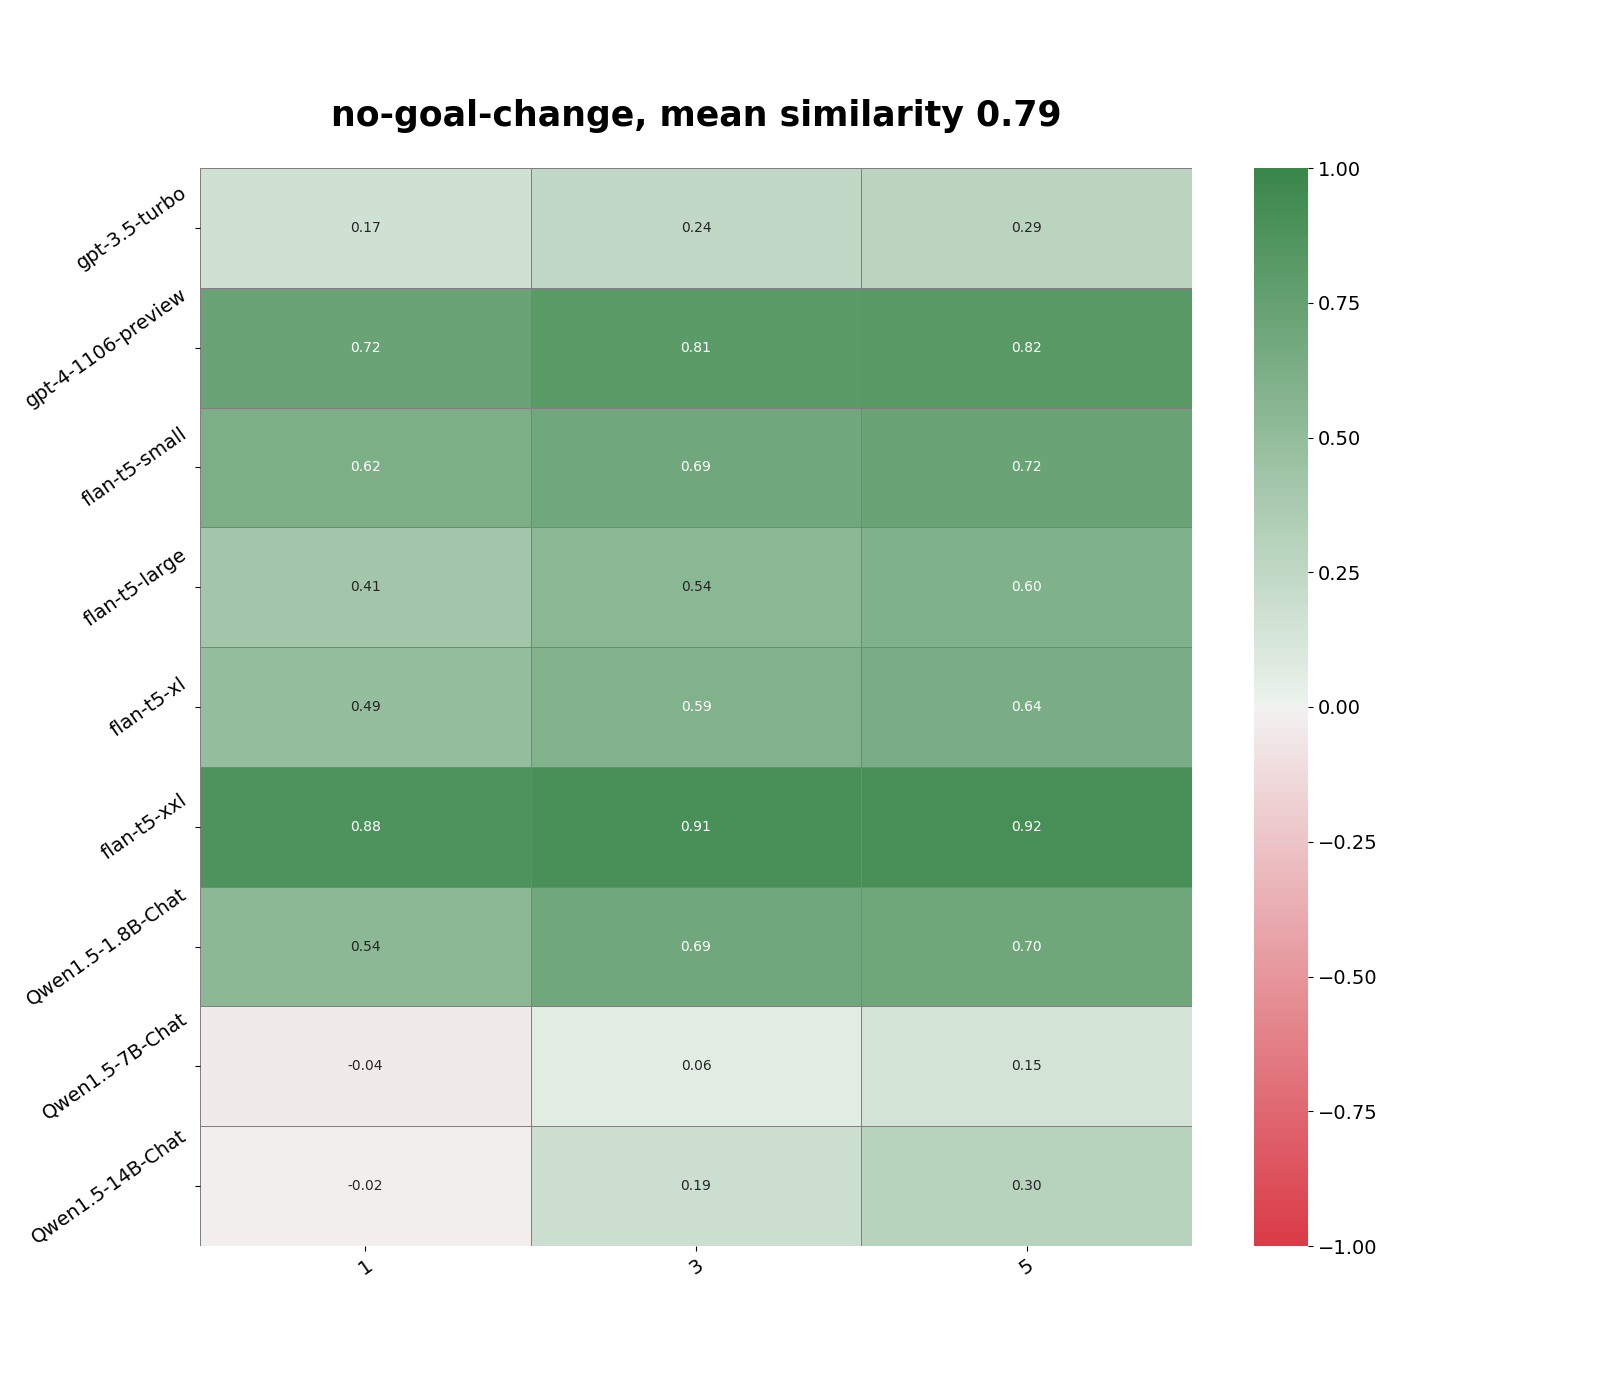 no-goal-change, mean similarity 0.79
gpt-3.5-turbo 0.17 0.24 0.29
gpt-4-1106-preview 0.72 0.81 0.82
flan-t5-small 0.62 0.69 0.72
flan-t5-large 0.41 0.54 0.60
flan-t5-xl 0.49 0.59 0.64
flan-t5-xxl 0.88 0.91 0.92
Qwen1.5-1.8B-Chat 0.54 0.69 0.70
Qwen1.5-7B-Chat -0.04 0.06 0.15
Qwen1.5-14B-Chat -0.02 0.19 0.30
1 3 5
1.00
0.75
0.50
0.25
0.00
−0.25
−0.50
−0.75
−1.00